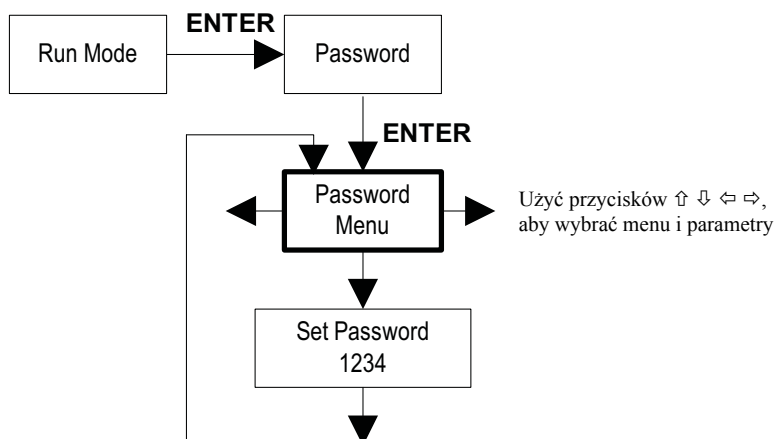 ENTER
Run Mode
Password
ENTER
Password
Menu
Użyć przycisków ⇧ ⇩ ⇦ ⇨,
aby wybrać menu i parametry
Set Password
1234